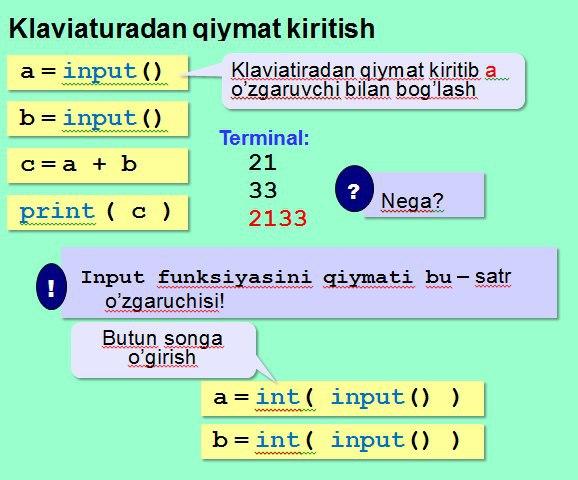 Klaviaturadan qiymat kiritish
a = input()
Klaviatiradan qiymat kiritib a
o’zgaruvchi bilan bog’lash
b = input()
c = a + b
print ( c )
Terminal:
21
33
2133
?
Nega?
!
Input funksiyasini qiymati bu – satr
o’zgaruchisi!
Butun songa
o’girish
a = int( input() )
b = int( input() )